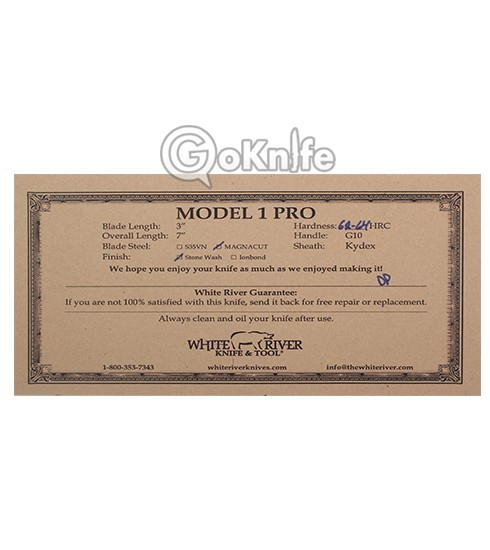 GoKnife
MODEL 1 PRO
Blade Length: 3" Hardness: 62-64 HRC
Overall Length: 7" Handle: G10
Blade Steel: S35VN MAGNACUT Sheath: Kydex
Finish: Stone Wash Ionbond
We hope you enjoy your knife as much as we enjoyed making it!
White River Guarantee:
If you are not 100% satisfied with this knife, send it back for free repair or replacement.
Always clean and oil your knife after use.
WHITE RIVER
KNIFE & TOOL®
1-800-353-7343 whiteriverknives.com info@thewhiteriver.com